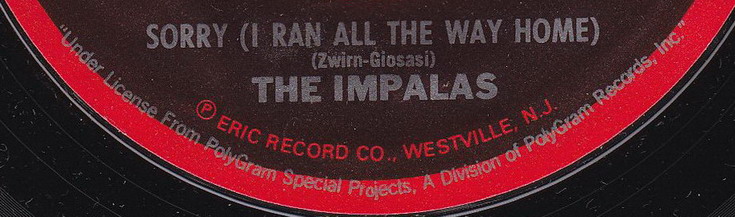 SORRY (I RAN ALL THE WAY HOME)
(Zwirn-Giosasi)
THE IMPALAS
Ⓟ ERIC RECORD CO., WESTVILLE, N.J.
"Under License From PolyGram Special Projects, A Division of PolyGram Records, Inc."